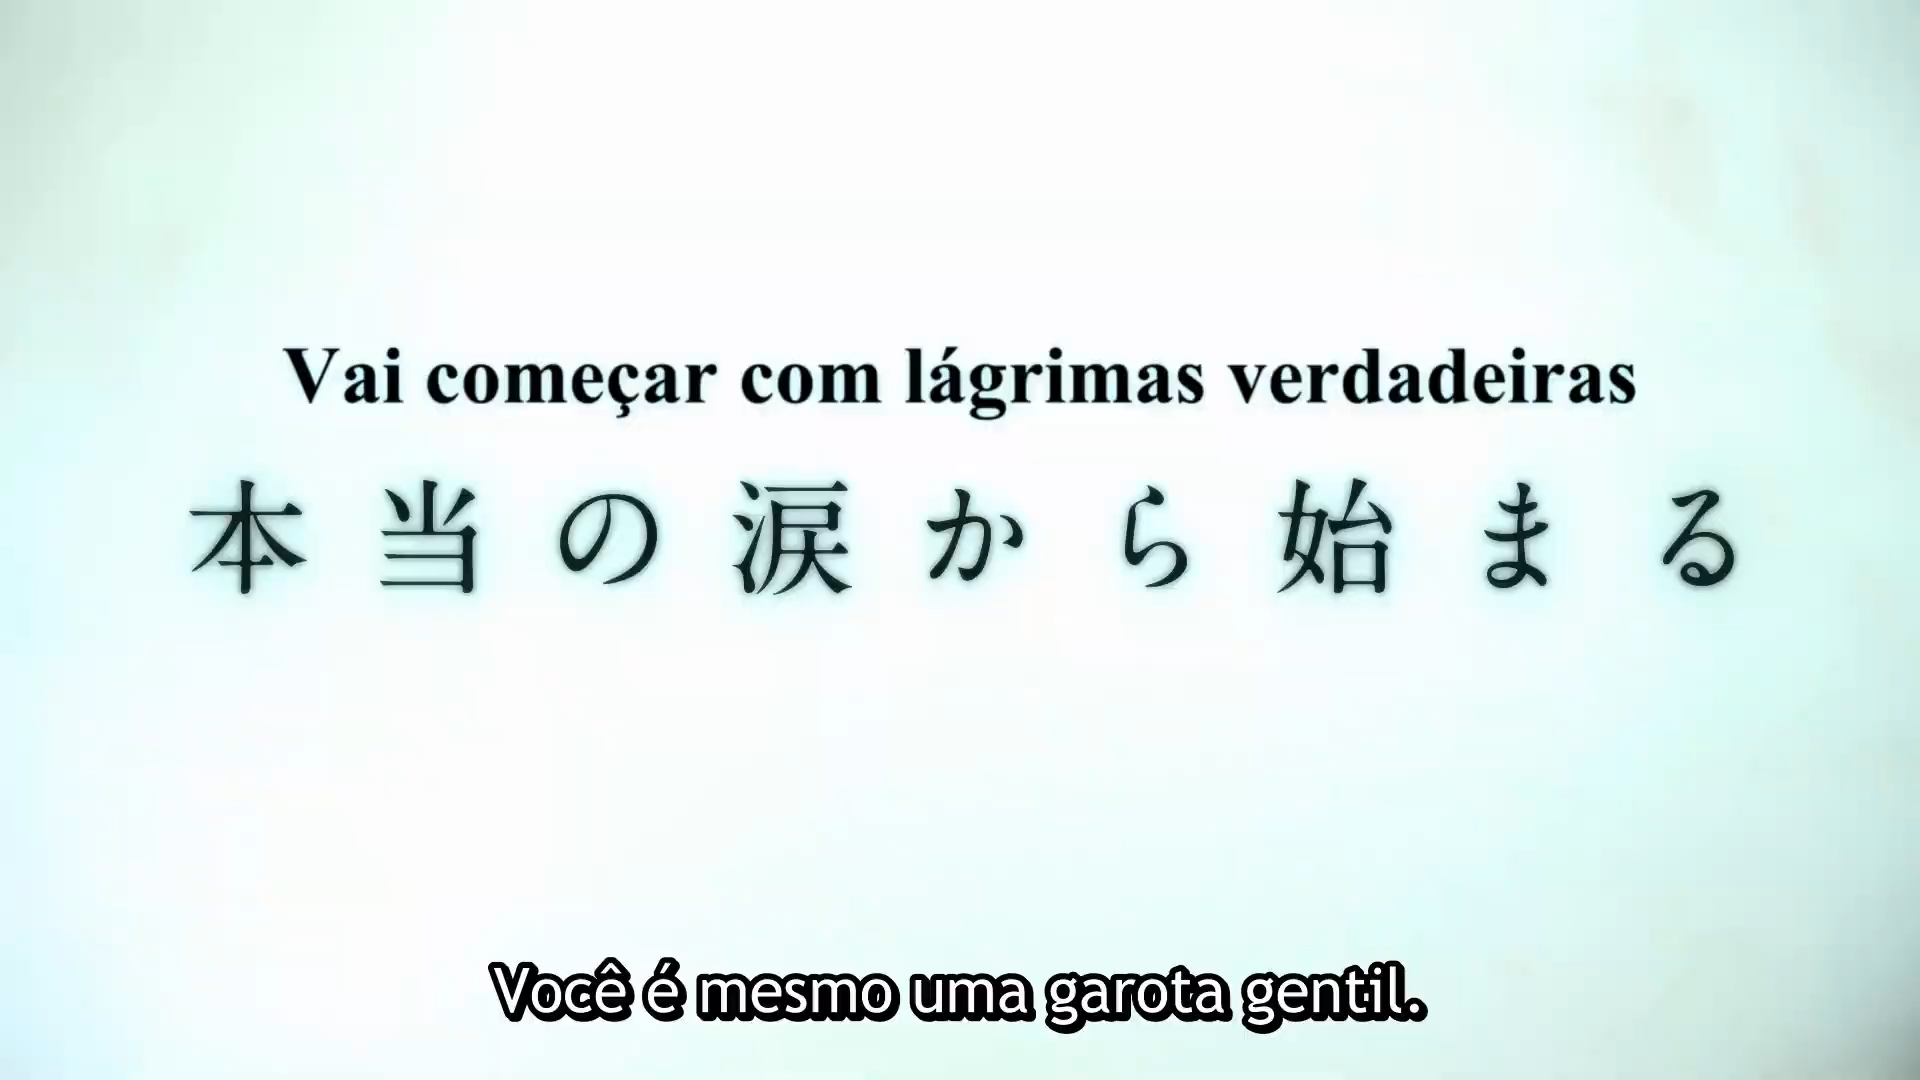 Vai começar com lágrimas verdadeiras
本当の涙から始まる
Você é mesmo uma garota gentil.